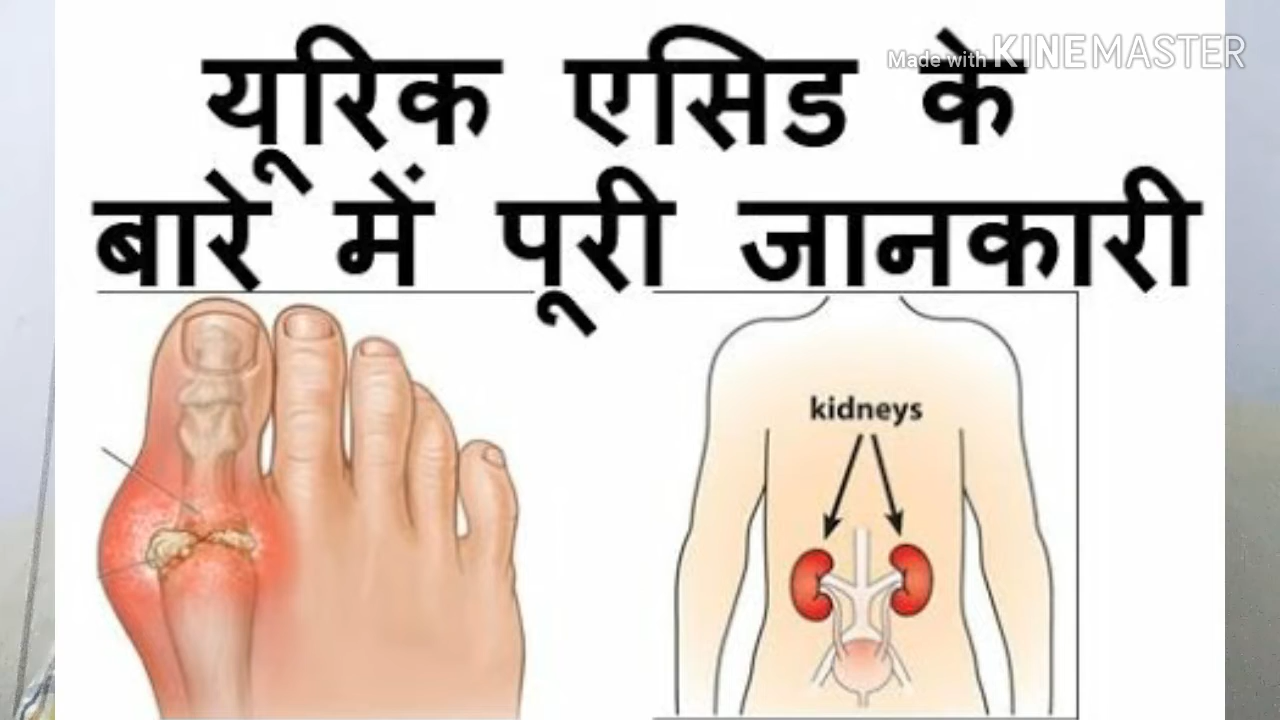 Made with KINEMASTER
यूरिक एसिड के
बारे में पूरी जानकारी
kidneys